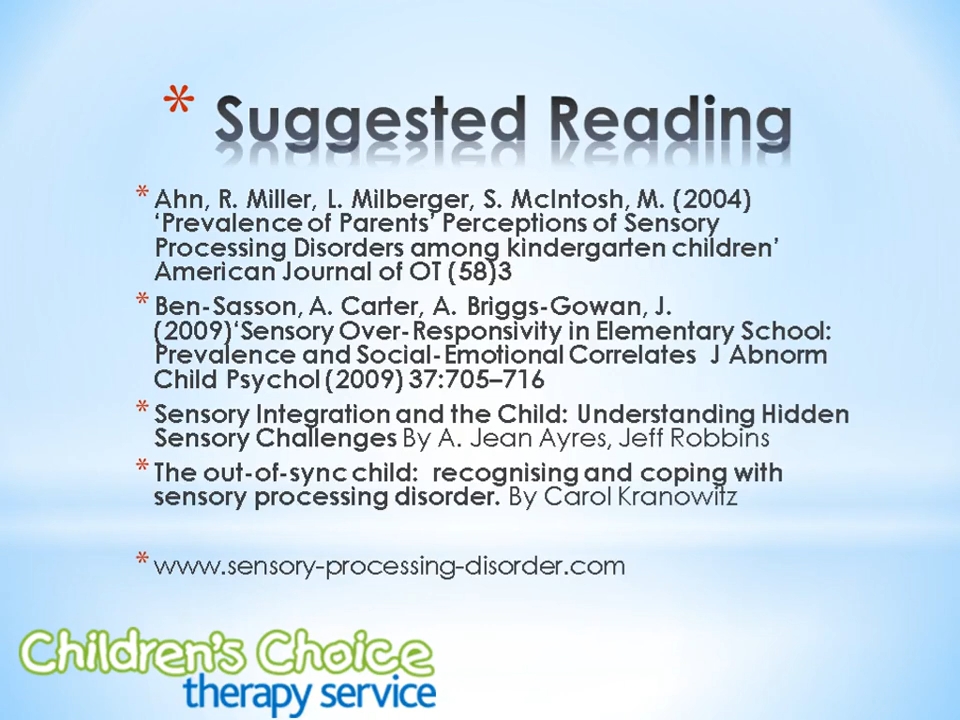 * Suggested Reading
* Ahn, R. Miller, L. Milberger, S. McIntosh, M. (2004)
‘Prevalence of Parents’ Perceptions of Sensory
Processing Disorders among kindergarten children’
American Journal of OT (58)3
* Ben-Sasson, A. Carter, A. Briggs-Gowan, J.
(2009)‘Sensory Over-Responsivity in Elementary School:
Prevalence and Social-Emotional Correlates J Abnorm
Child Psychol (2009) 37:705–716
* Sensory Integration and the Child: Understanding Hidden
Sensory Challenges By A. Jean Ayres, Jeff Robbins
* The out-of-sync child: recognising and coping with
sensory processing disorder. By Carol Kranowitz
* www.sensory-processing-disorder.com
Children's Choice
therapy service